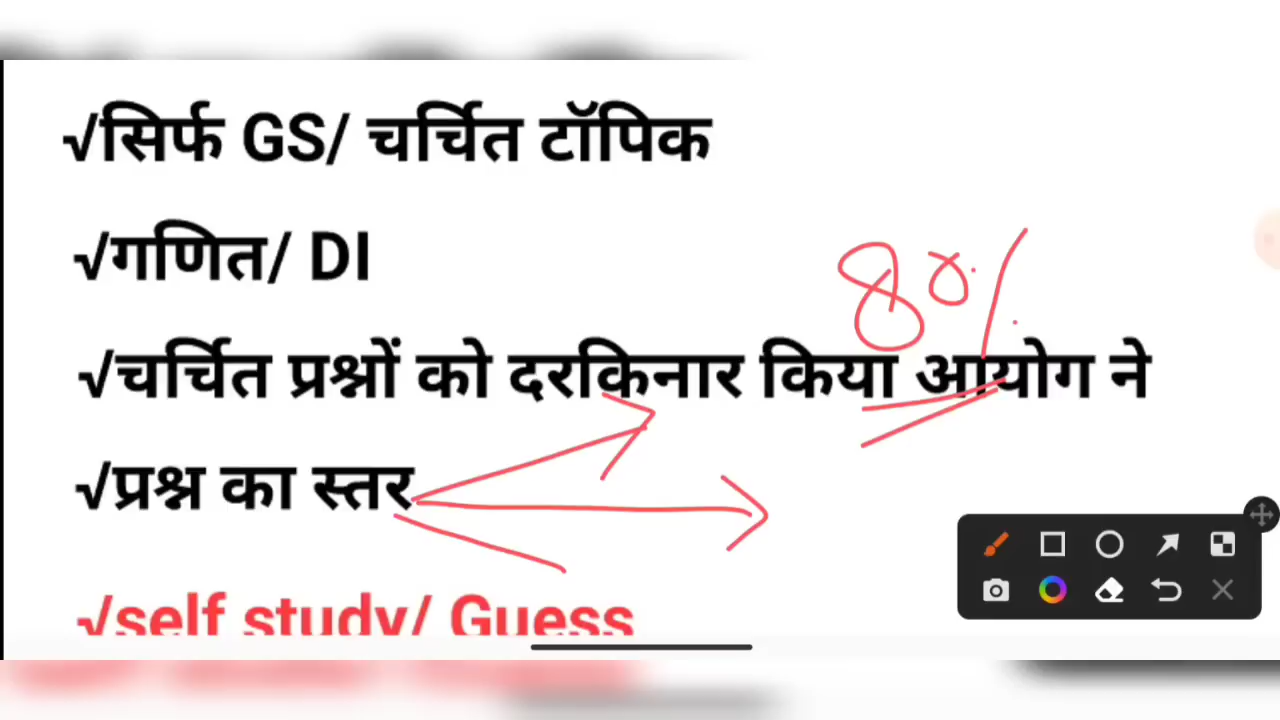 √सिर्फ GS/ चर्चित टॉपिक
√गणित/ DI
80%
√चर्चित प्रश्नों को दरकिनार किया आयोग ने
√प्रश्न का स्तर
√self study/ Guess